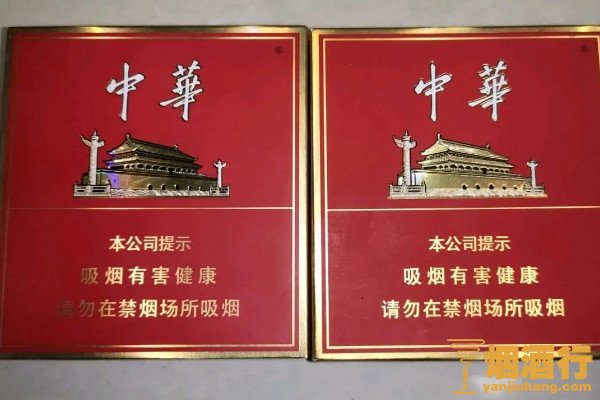 中華
®
本公司提示
吸烟有害健康
请勿在禁烟场所吸烟
中華
®
本公司提示
吸烟有害健康
请勿在禁烟场所吸烟
烟酒行
yanjiuhang.com